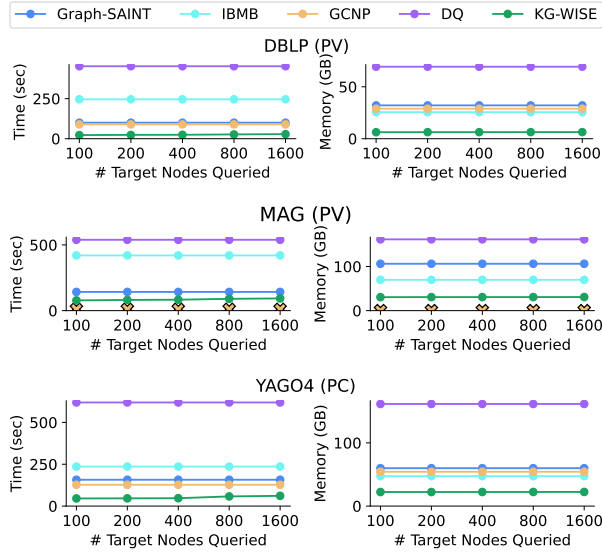 Graph-SAINT IBMB GCNP DQ KG-WISE
DBLP (PV)
Time (sec)
250
0
100 200 400 800 1600
# Target Nodes Queried
Memory (GB)
50
0
100 200 400 800 1600
# Target Nodes Queried
MAG (PV)
Time (sec)
500
0
100 200 400 800 1600
# Target Nodes Queried
Memory (GB)
100
0
100 200 400 800 1600
# Target Nodes Queried
YAGO4 (PC)
Time (sec)
500
250
0
100 200 400 800 1600
# Target Nodes Queried
Memory (GB)
100
0
100 200 400 800 1600
# Target Nodes Queried